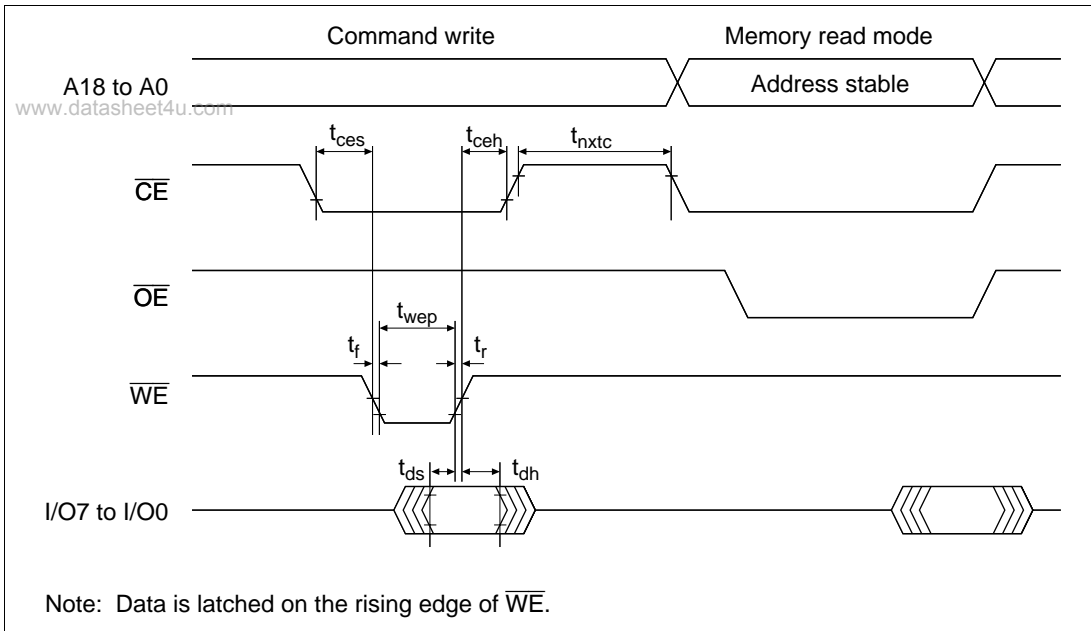 Command write Memory read mode
A18 to A0 Address stable
www.datasheet4u.com
tces tceh tnxtc
CE
OE
twep
tf tr
WE
tds tdh
I/O7 to I/O0
Note: Data is latched on the rising edge of WE.